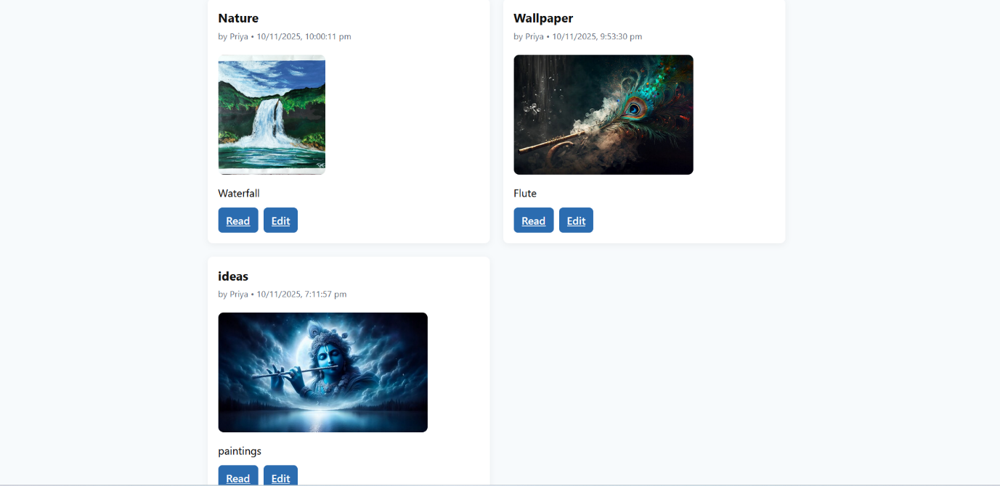 Nature
by Priya • 10/11/2025, 10:00:11 pm
Waterfall
Read Edit
Wallpaper
by Priya • 10/11/2025, 9:53:30 pm
Flute
Read Edit
ideas
by Priya • 10/11/2025, 7:11:57 pm
paintings
Read Edit